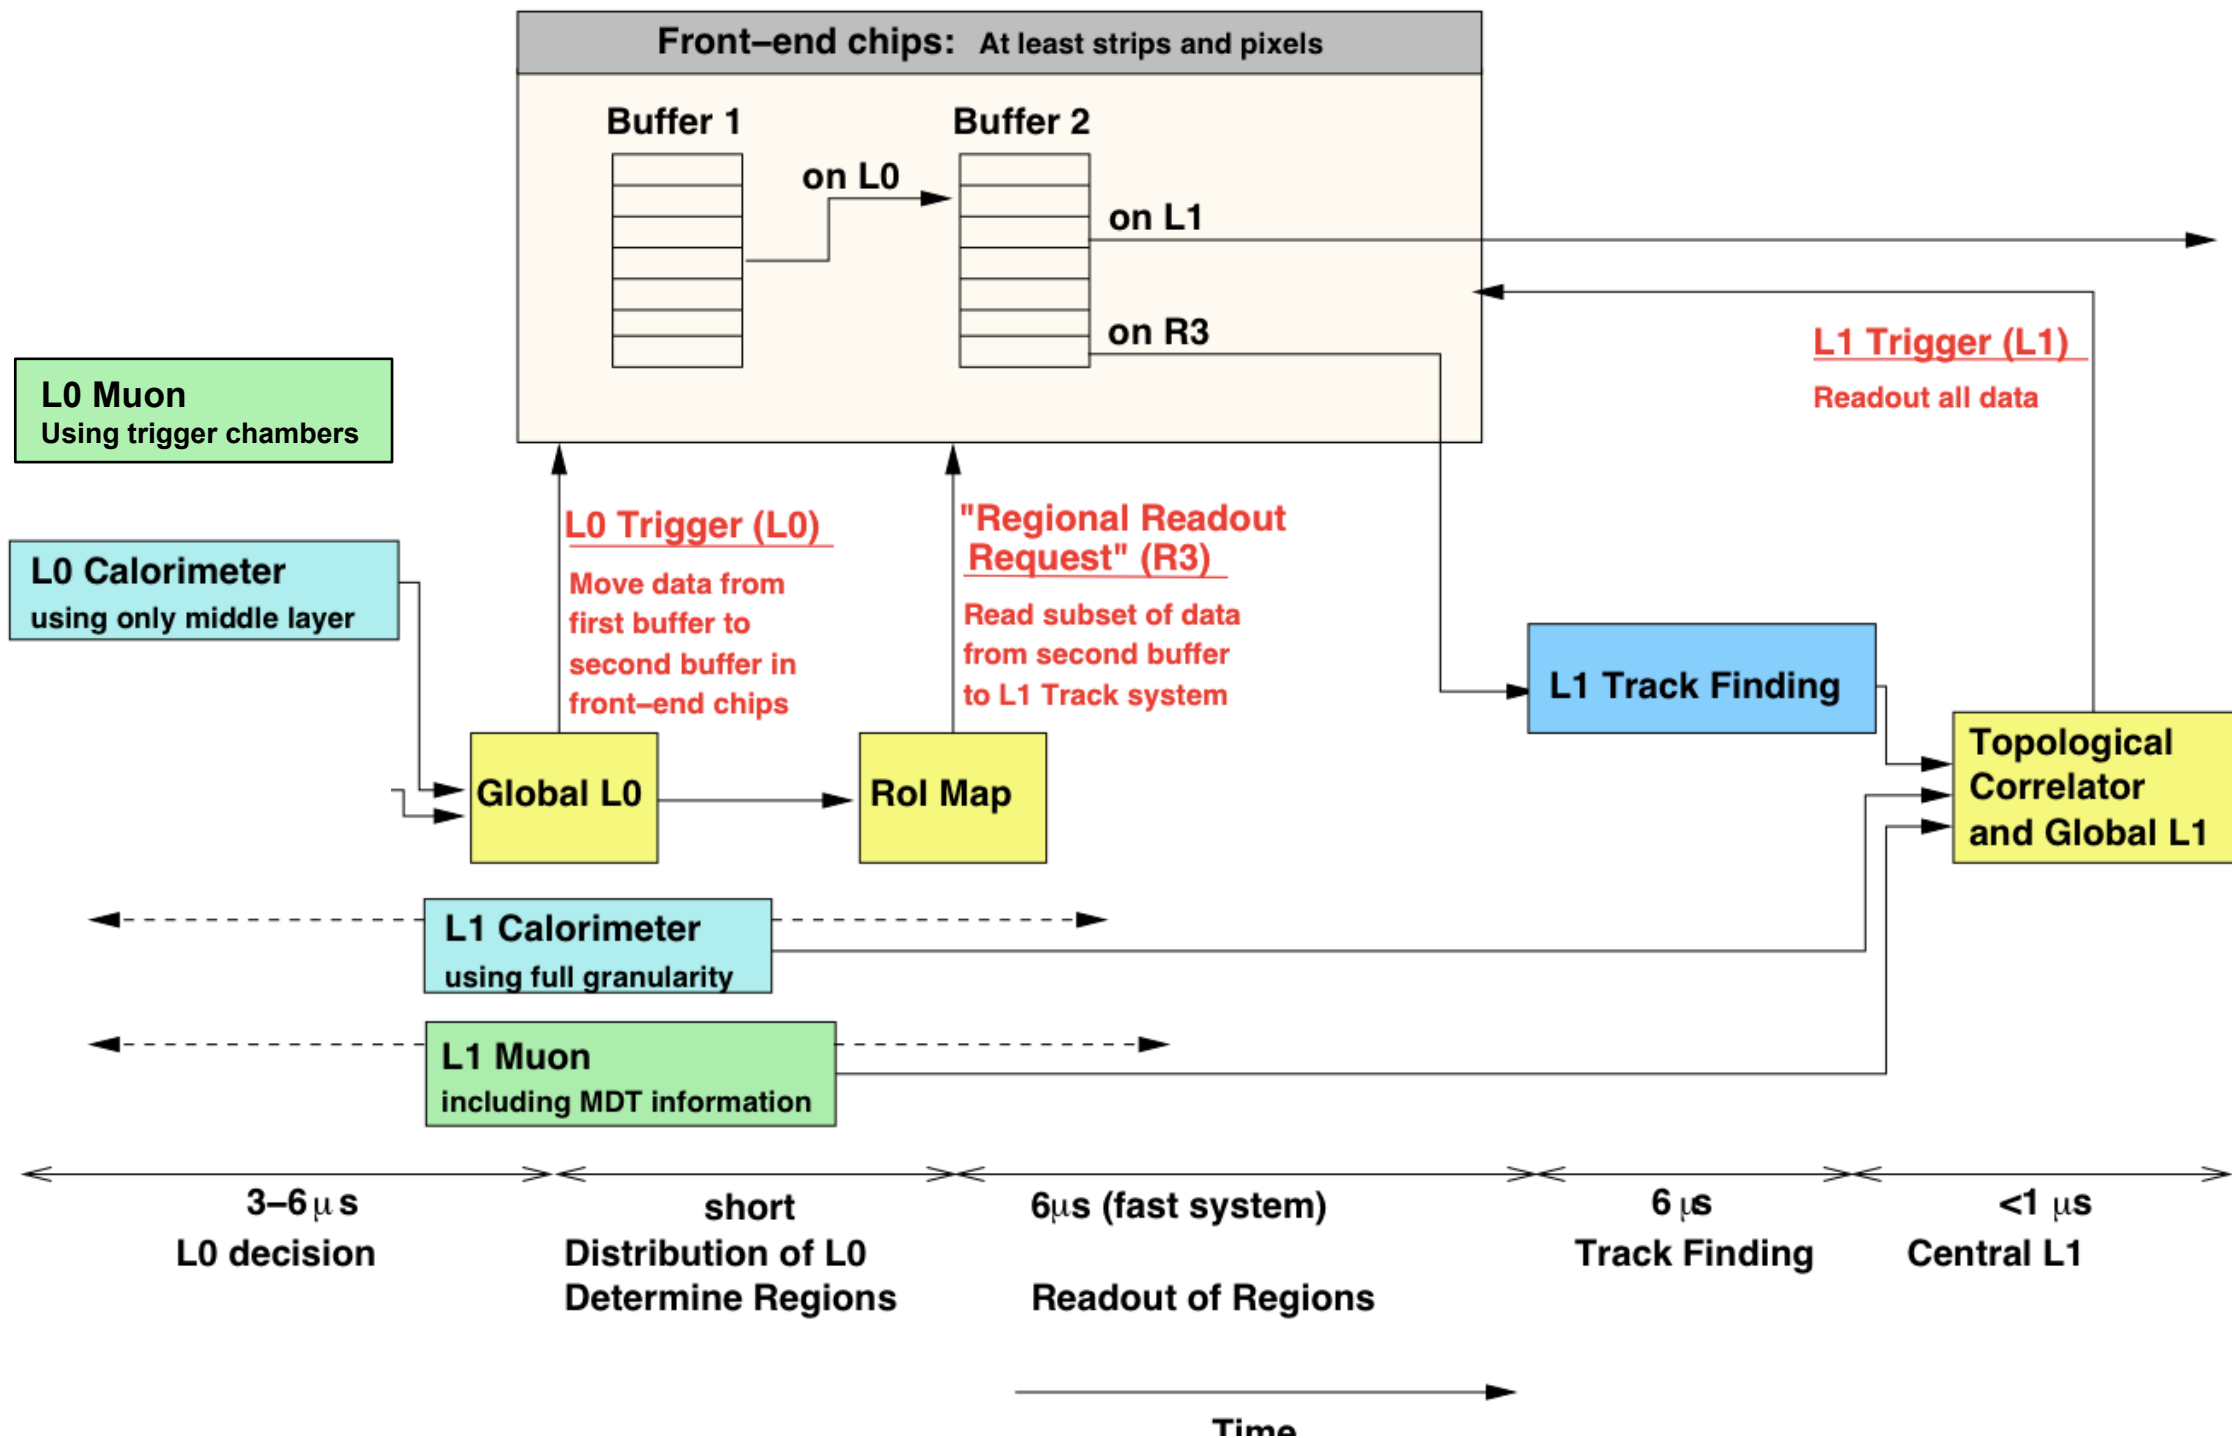 Front–end chips: At least strips and pixels
Buffer 1
Buffer 2
on L0
on L1
on R3
L0 Muon
Using trigger chambers
L1 Trigger (L1)
Readout all data
L0 Calorimeter
using only middle layer
L0 Trigger (L0)
Move data from
first buffer to
second buffer in
front–end chips
"Regional Readout
Request" (R3)
Read subset of data
from second buffer
to L1 Track system
L1 Track Finding
Global L0
RoI Map
Topological
Correlator
and Global L1
L1 Calorimeter
using full granularity
L1 Muon
including MDT information
3–6 μ s
L0 decision
short
Distribution of L0
Determine Regions
6μs (fast system)
Readout of Regions
6 μs
Track Finding
<1 μs
Central L1
Time